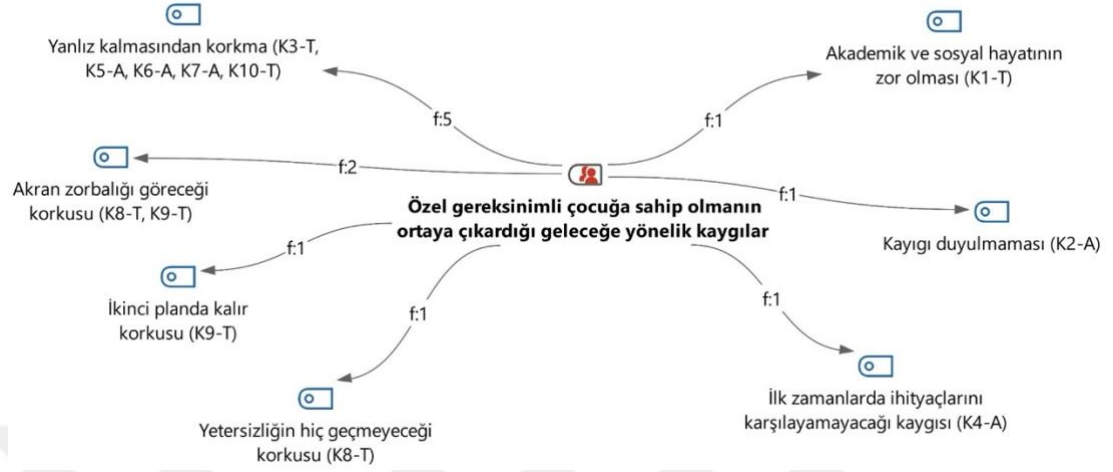 Yanlız kalmasından korkma (K3-T,
K5-A, K6-A, K7-A, K10-T)
Akademik ve sosyal hayatının
zor olması (K1-T)
f:5
f:1
Akran zorbalığı göreceği
korkusu (K8-T, K9-T)
f:2
Özel gereksinimli çocuğa sahip olmanın
ortaya çıkardığı geleceğe yönelik kaygılar
f:1
Kayıgı duyulmaması (K2-A)
f:1
İkinci planda kalır
korkusu (K9-T)
f:1
f:1
Yetersizliğin hiç geçmeyeceği
korkusu (K8-T)
İlk zamanlarda ihityaçlarını
karşılayamayacağı kaygısı (K4-A)